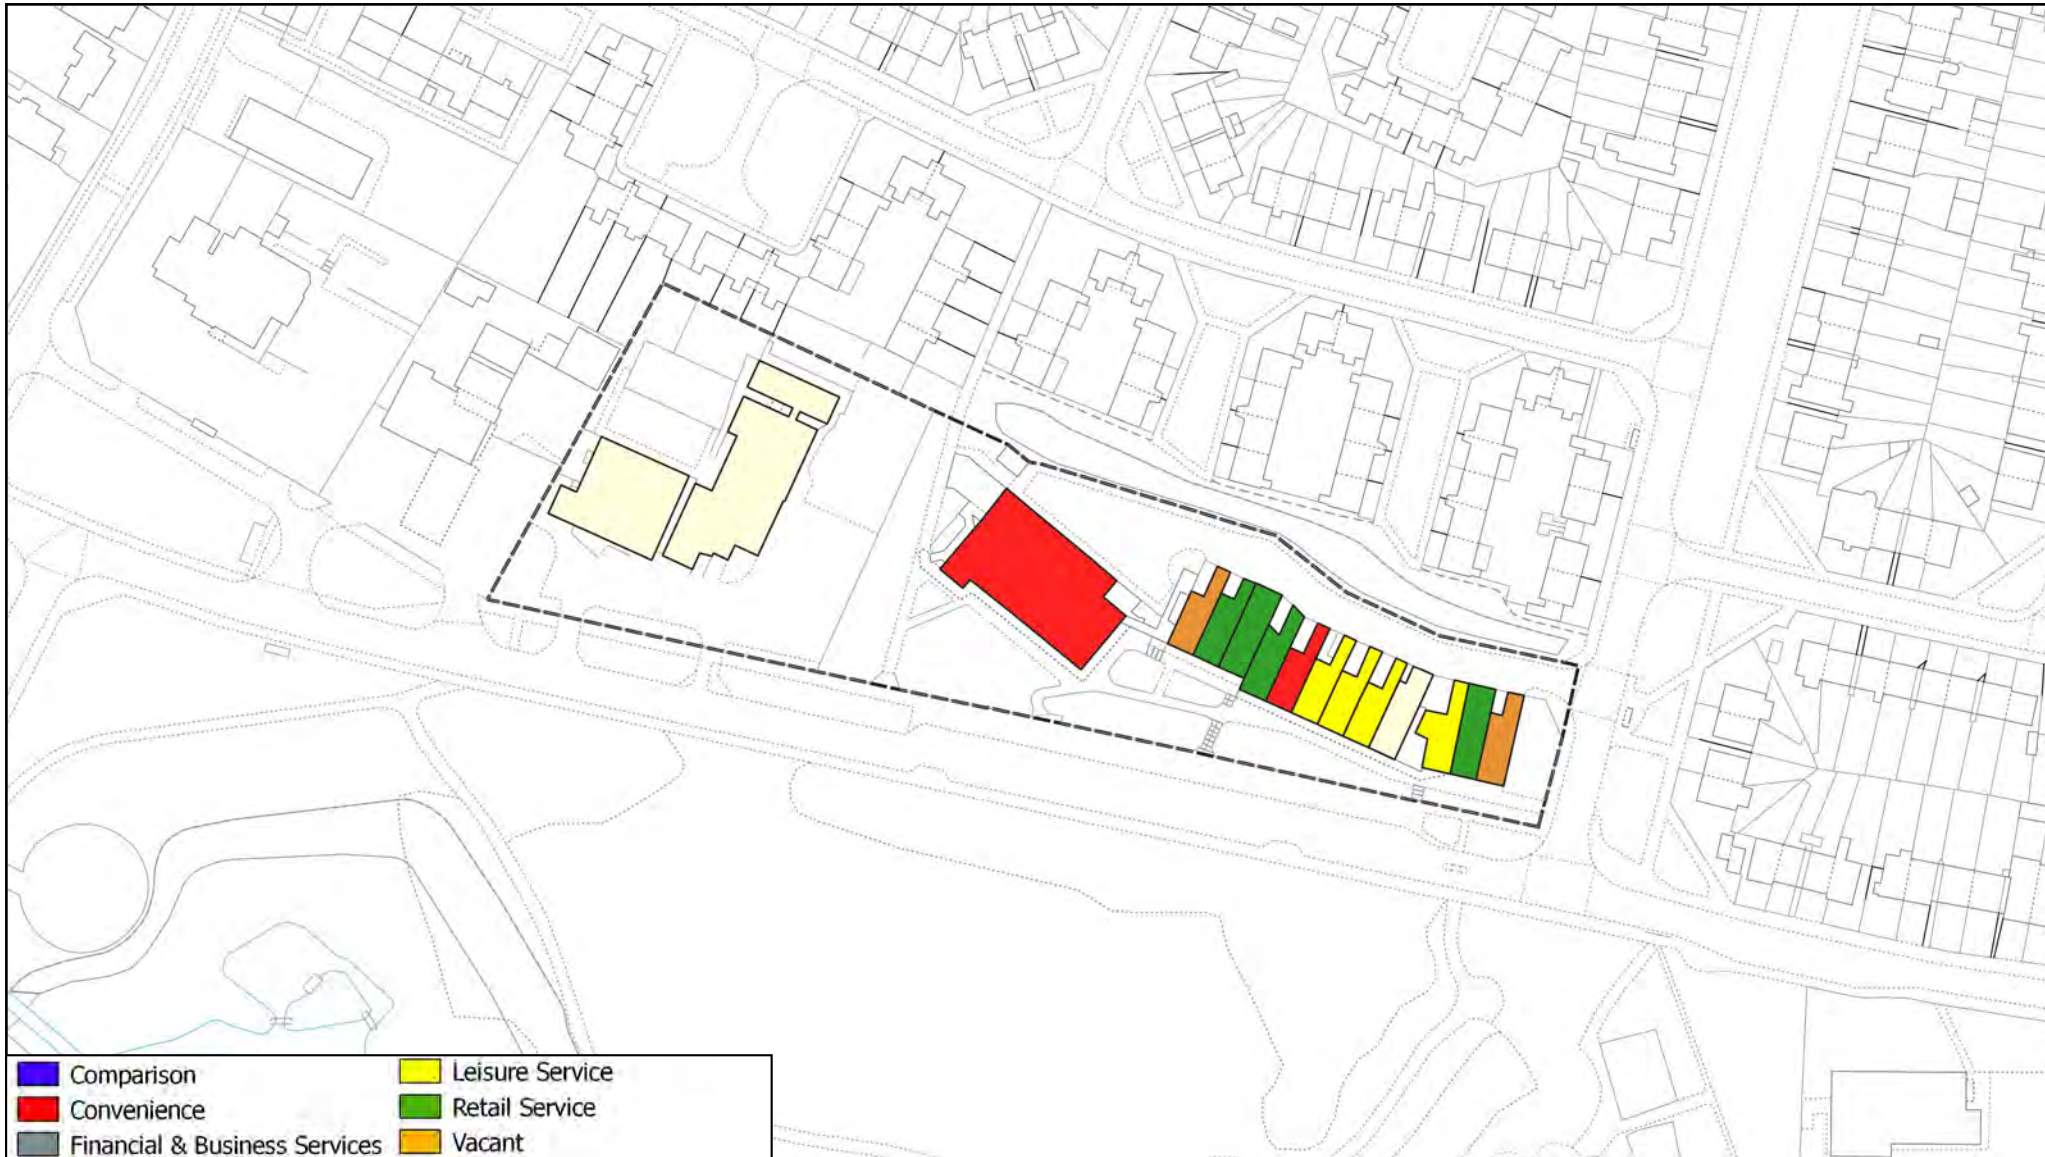 Comparison
Convenience
Financial & Business Services
Leisure Service
Retail Service
Vacant